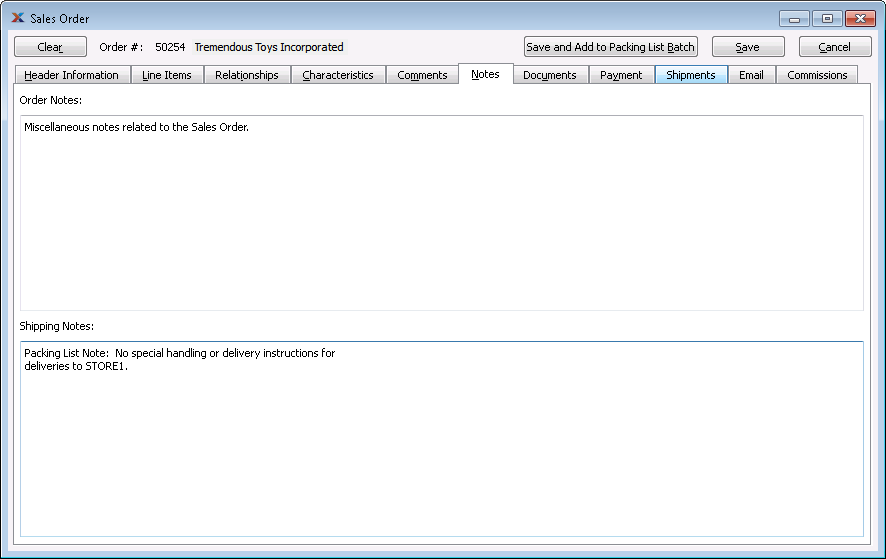 Sales Order
Clear Order #: 50254 Tremendous Toys Incorporated Save and Add to Packing List Batch Save Cancel
Header Information Line Items Relationships Characteristics Comments Notes Documents Payment Shipments Email Commissions
Order Notes:
Miscellaneous notes related to the Sales Order.
Shipping Notes:
Packing List Note: No special handling or delivery instructions for
deliveries to STORE1.